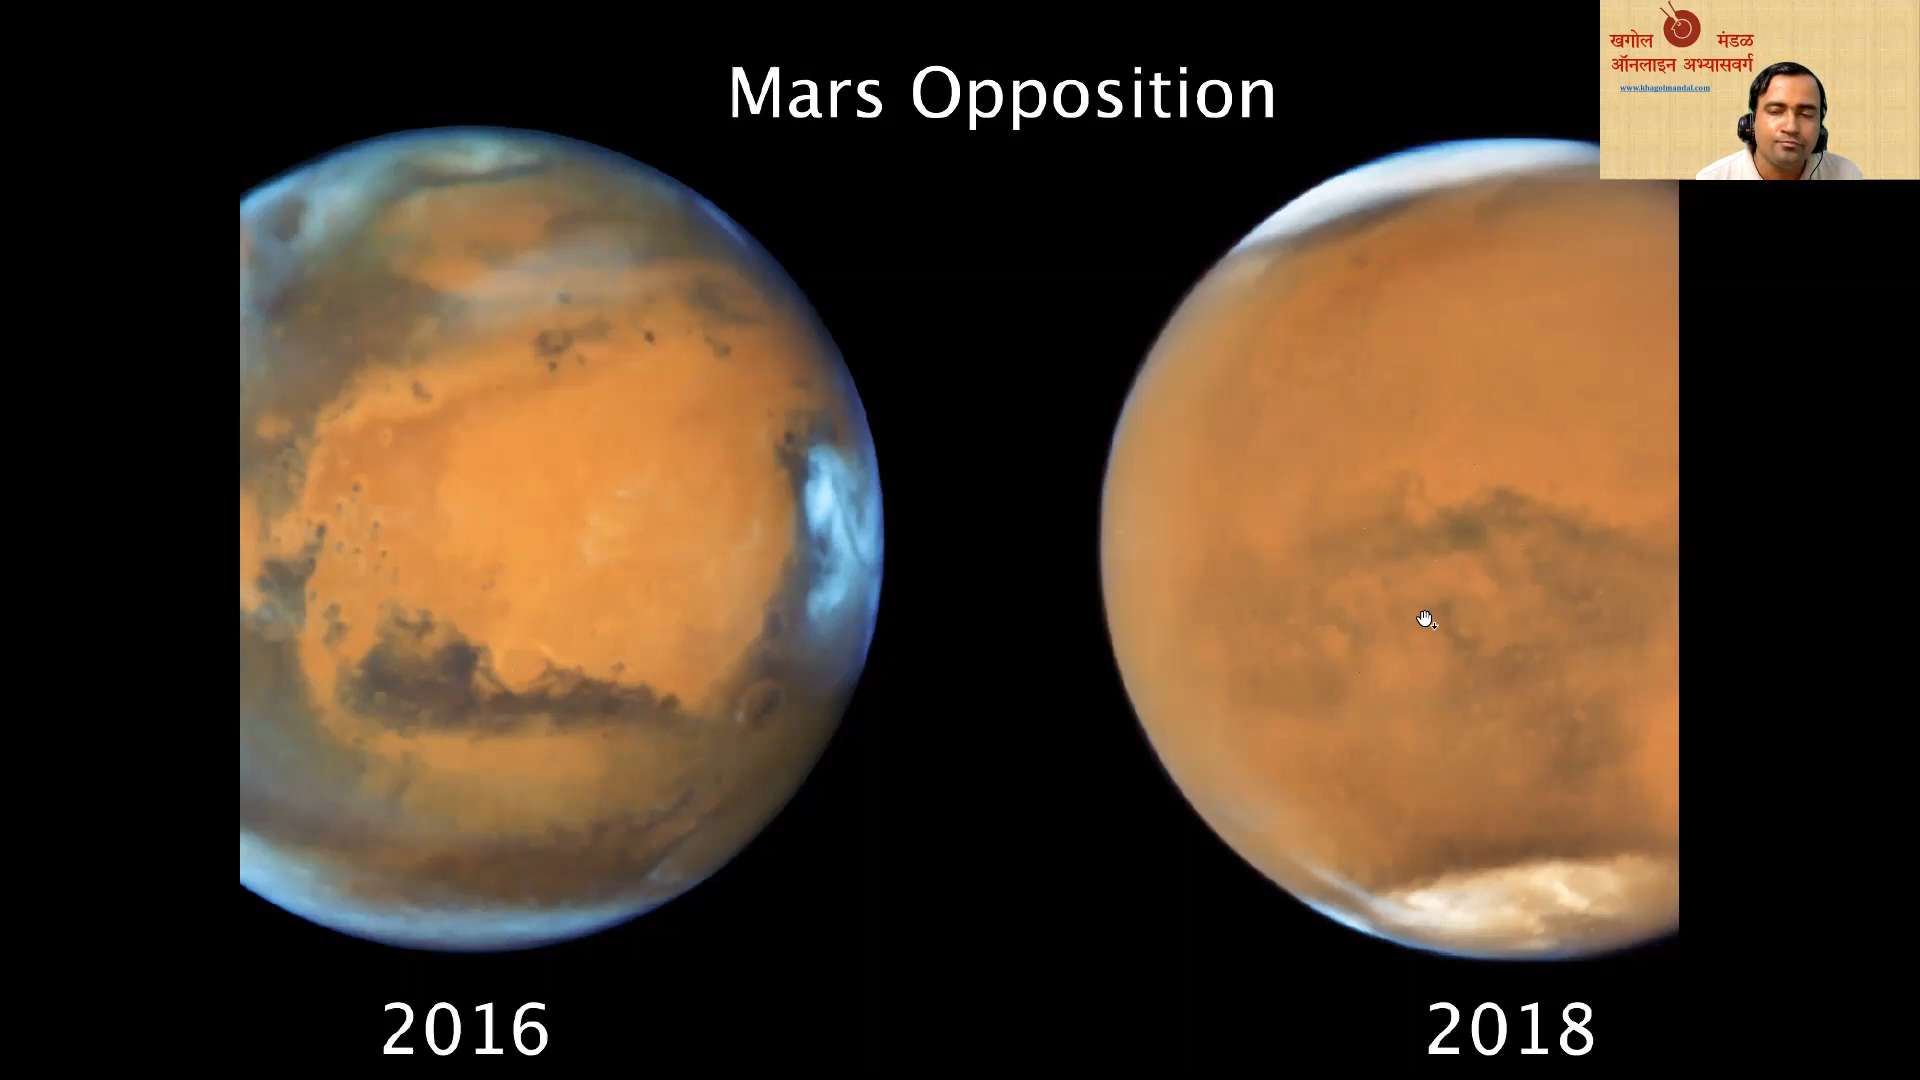 Mars Opposition
खगोल मंडळ
ऑनलाइन अभ्यासवर्ग
www.khagolmandal.com
2016
2018